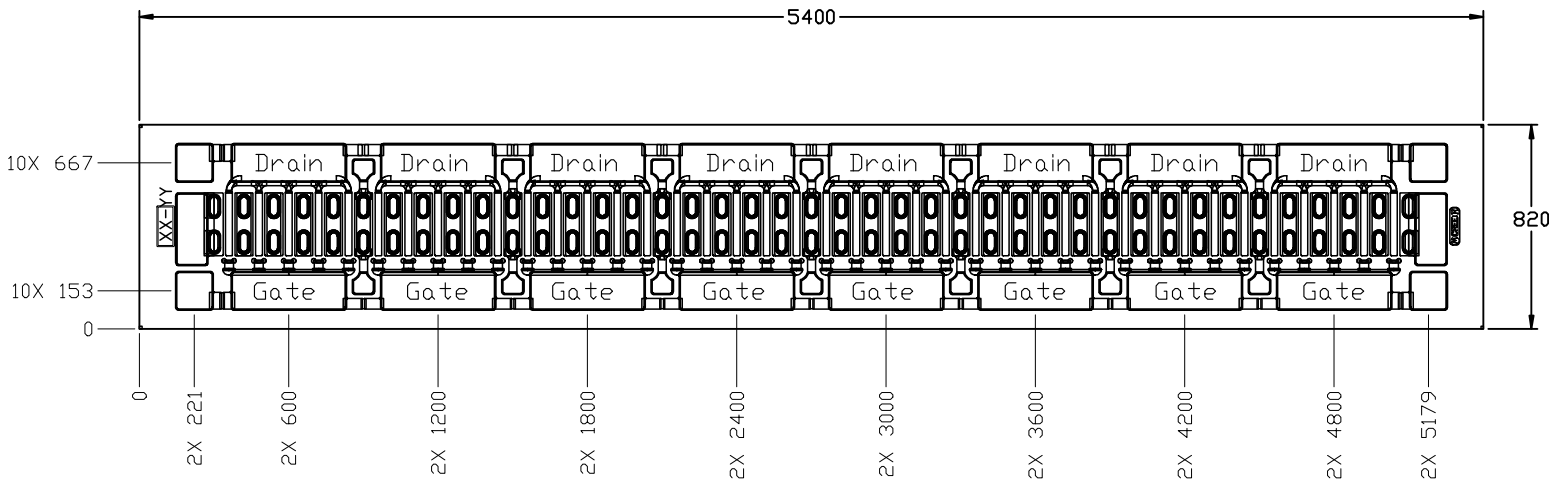 5400
10X 667
Drain Drain Drain Drain Drain Drain Drain Drain
XX-YY
820
10X 153
Gate Gate Gate Gate Gate Gate Gate Gate
0
0
2X 221
2X 600
2X 1200
2X 1800
2X 2400
2X 3000
2X 3600
2X 4200
2X 4800
2X 5179